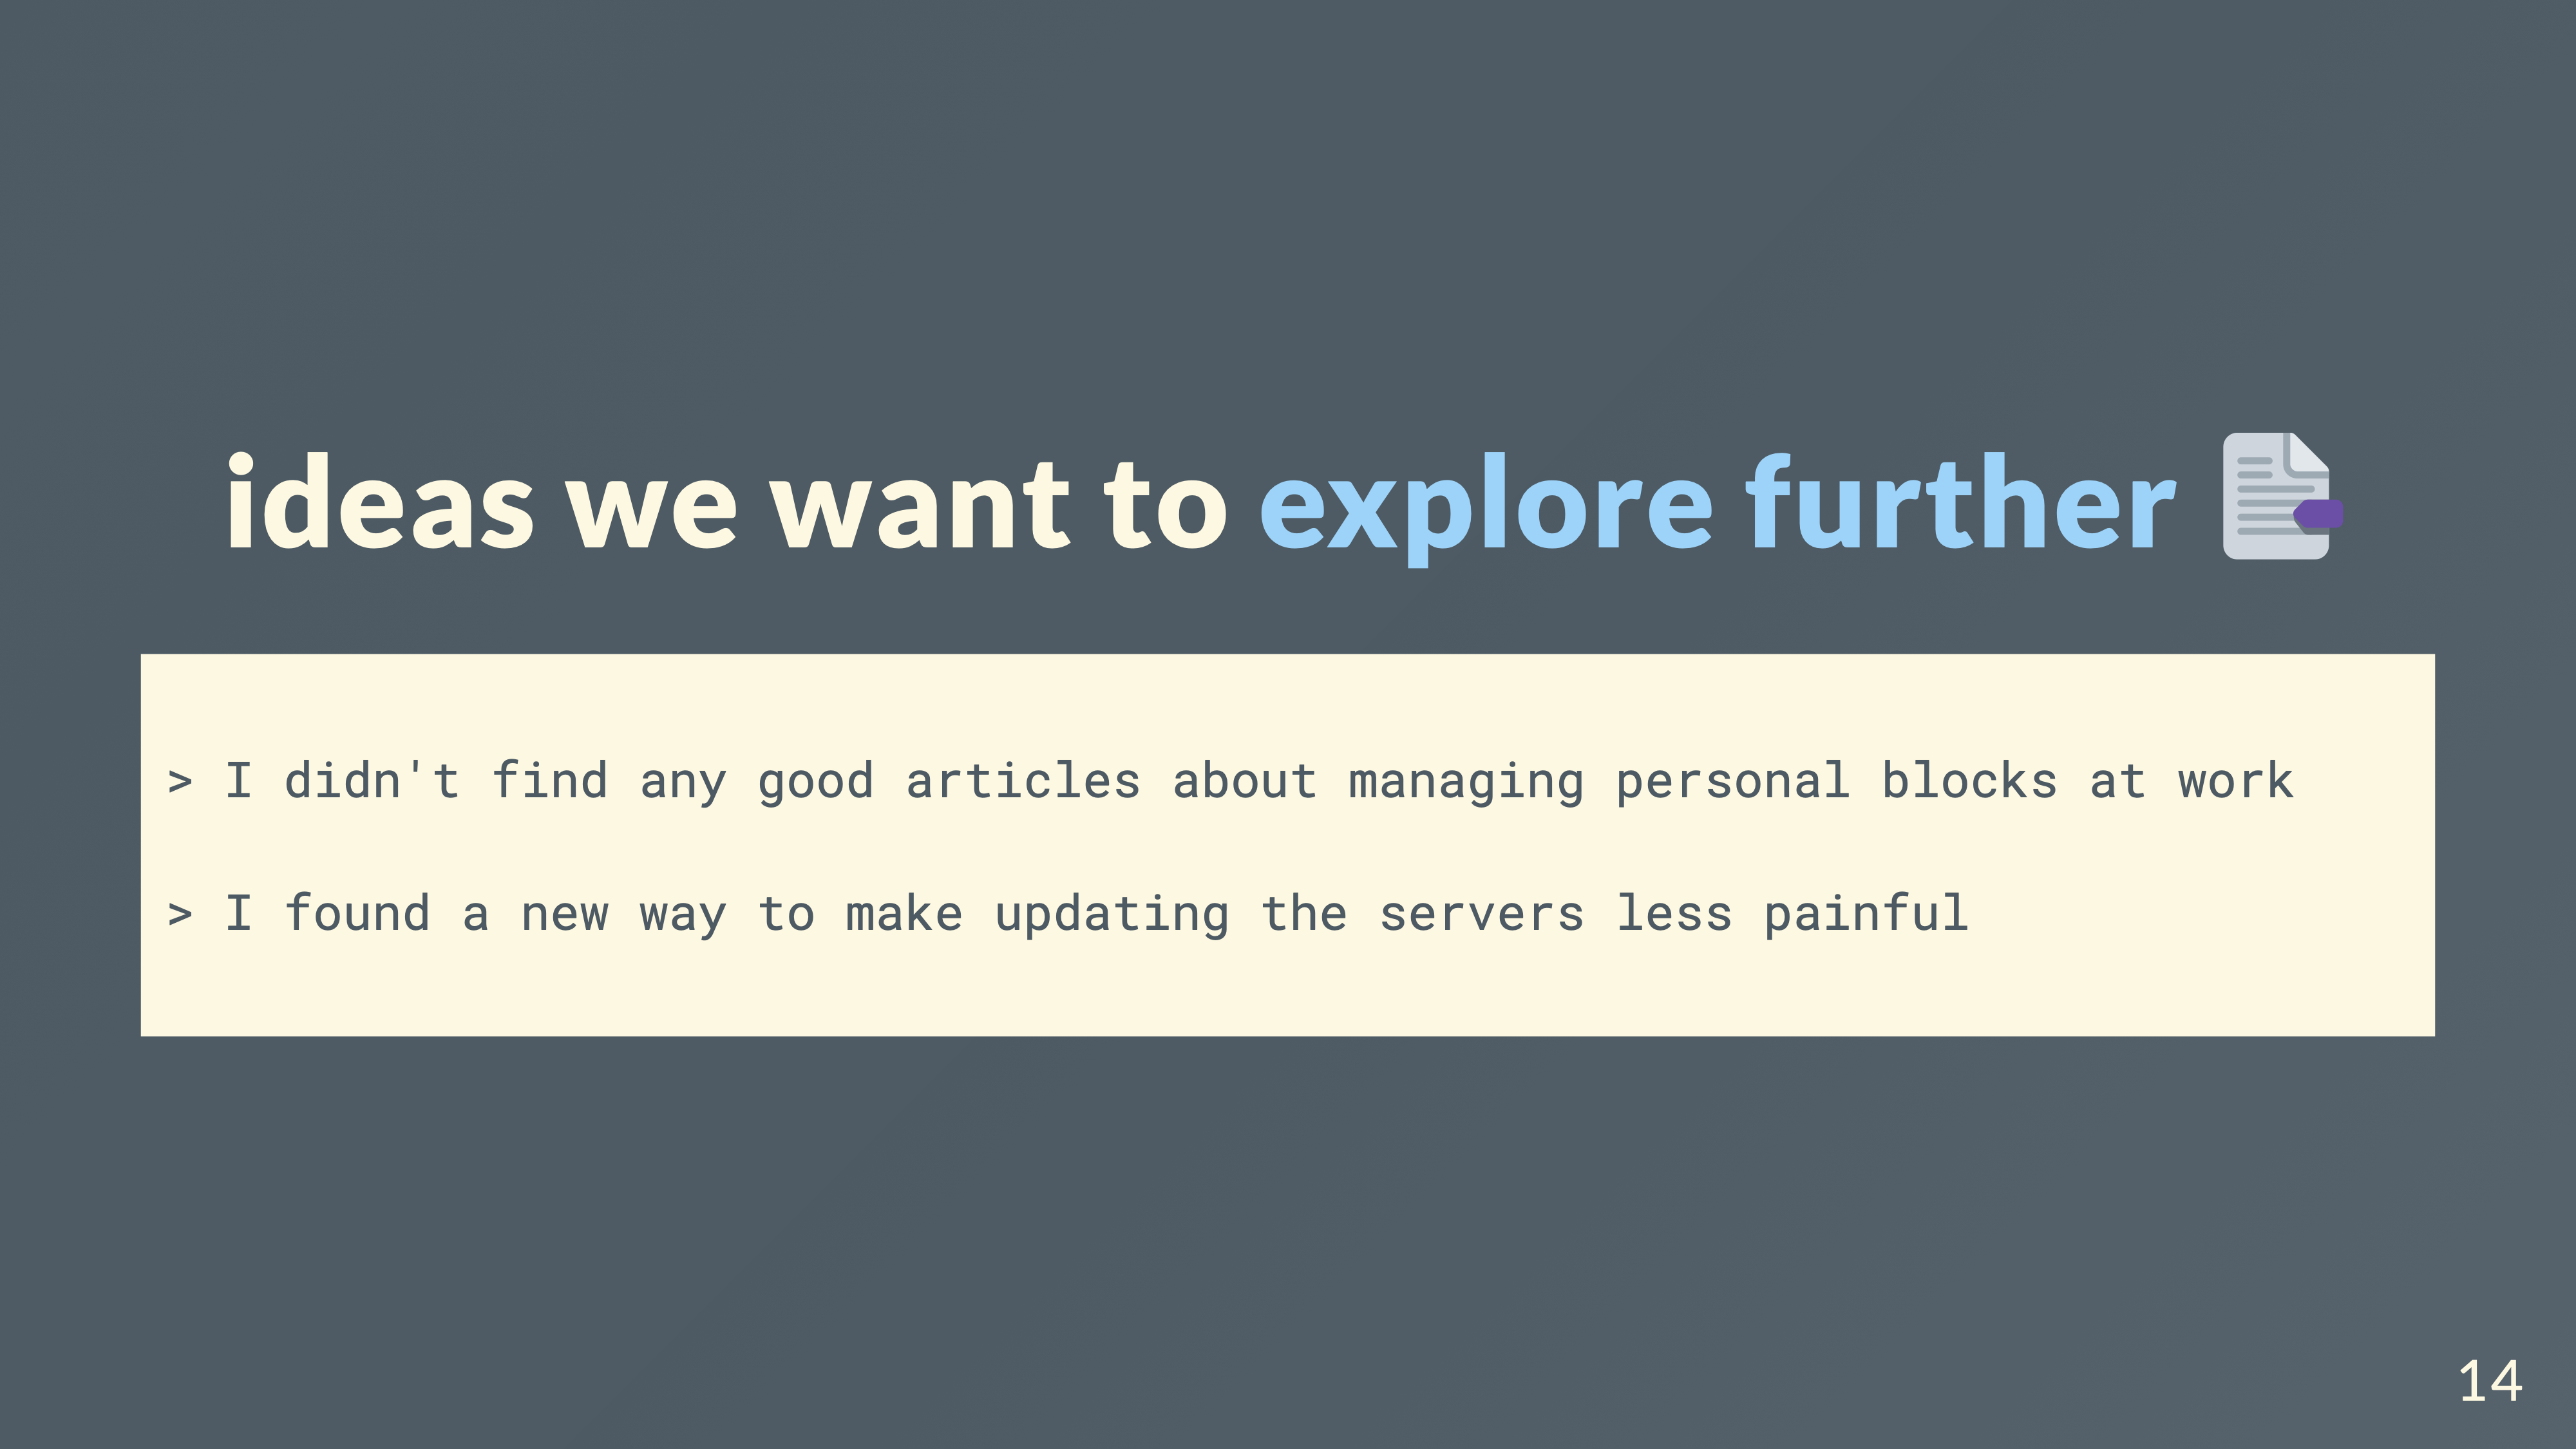 ideas we want to explore further
> I didn't find any good articles about managing personal blocks at work
> I found a new way to make updating the servers less painful
14